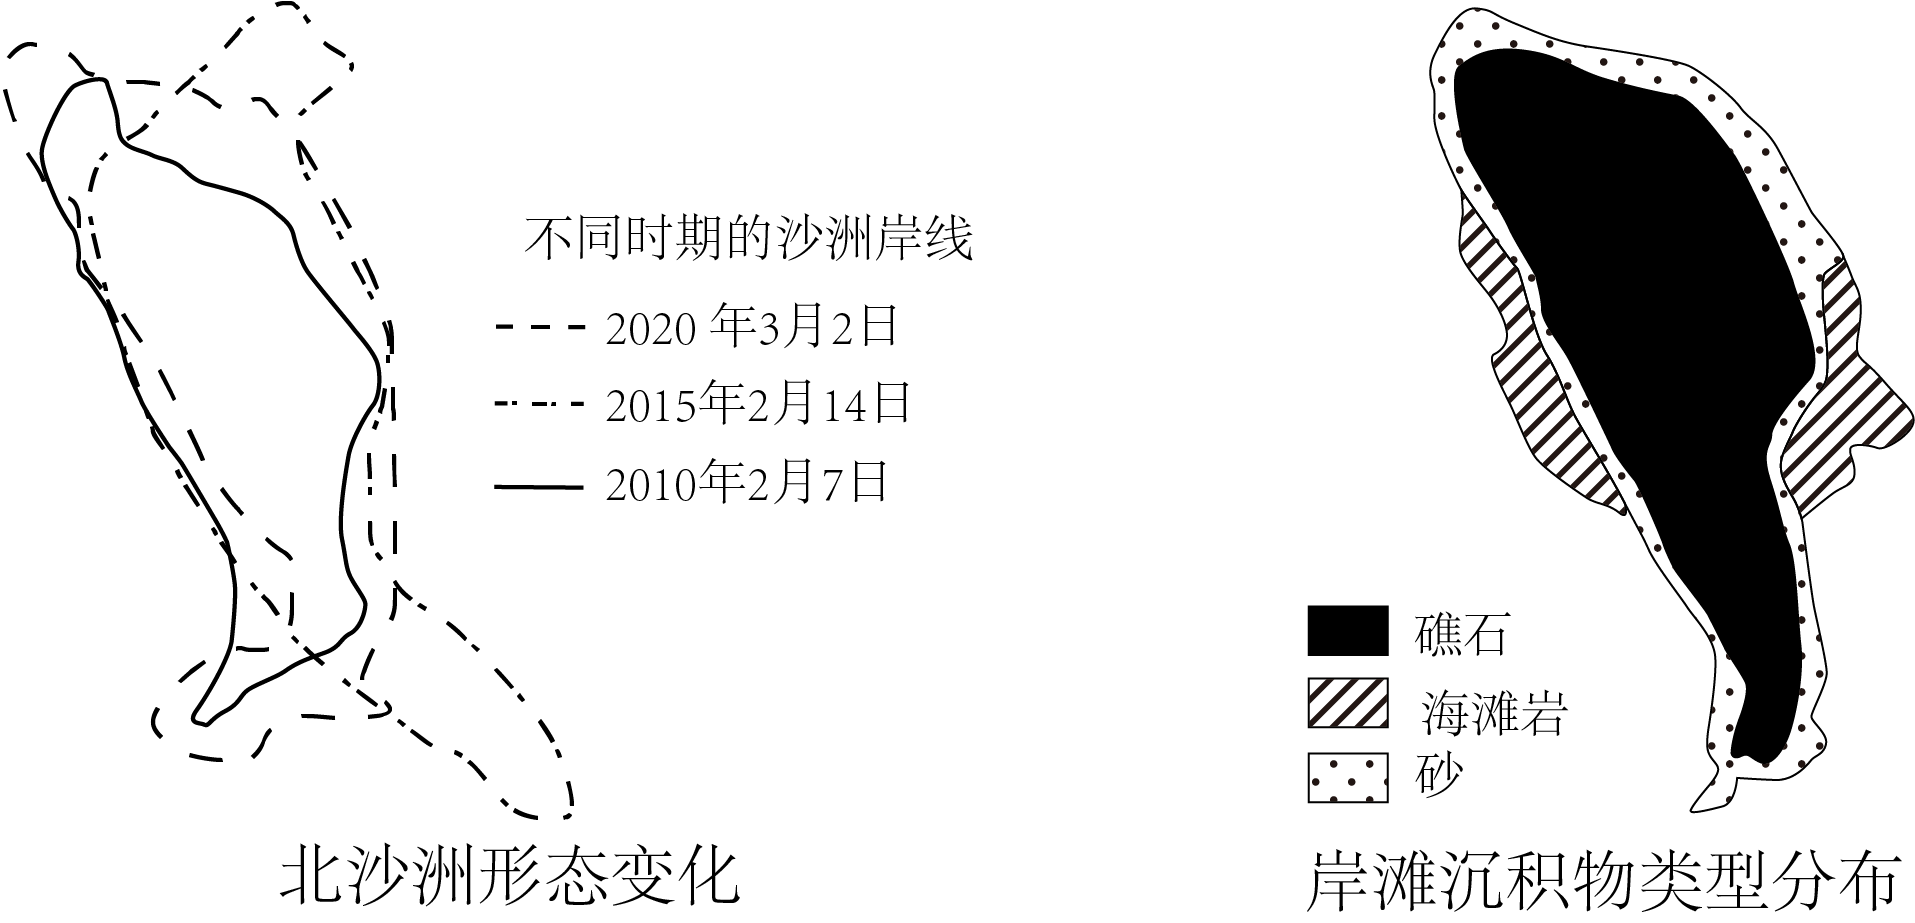 不同时期的沙洲岸线
2020 年3月2日
2015年2月14日
2010年2月7日
北沙洲形态变化
礁石
海滩岩
砂
岸滩沉积物类型分布